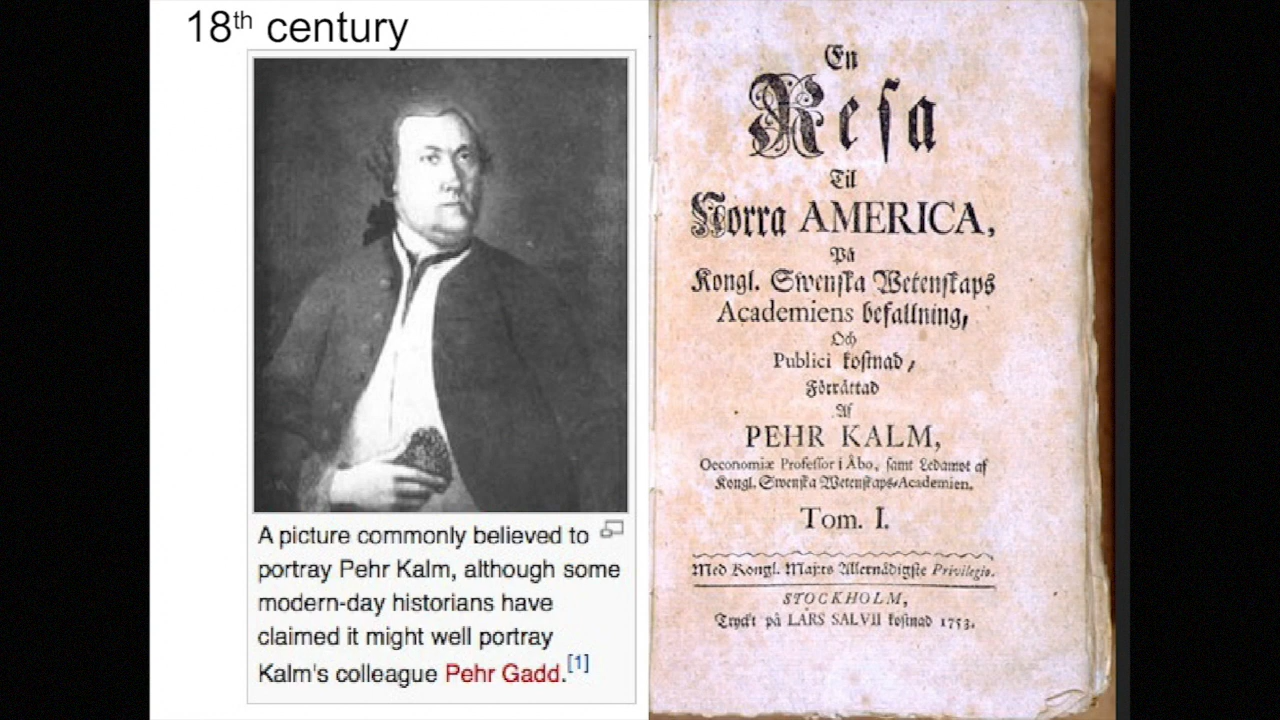 18th century
A picture commonly believed to
portray Pehr Kalm, although some
modern-day historians have
claimed it might well portray
Kalm's colleague Pehr Gadd.[1]
En
Resa
Til
Norra AMERICA,
På
Kongl. Swenska Wetenskaps
Academiens befallning,
Och
Publici kostnad,
Förrättad
Af
PEHR KALM,
Oeconomiæ Professor i Åbo, samt Ledamot af
Kongl. Swenska Wetenskaps-Academien.
Tom. I.
Med Kongl. Maj:ts Allernådigste Privilegio.
STOCKHOLM,
Tryckt på LARS SALVII kostnad 1753.